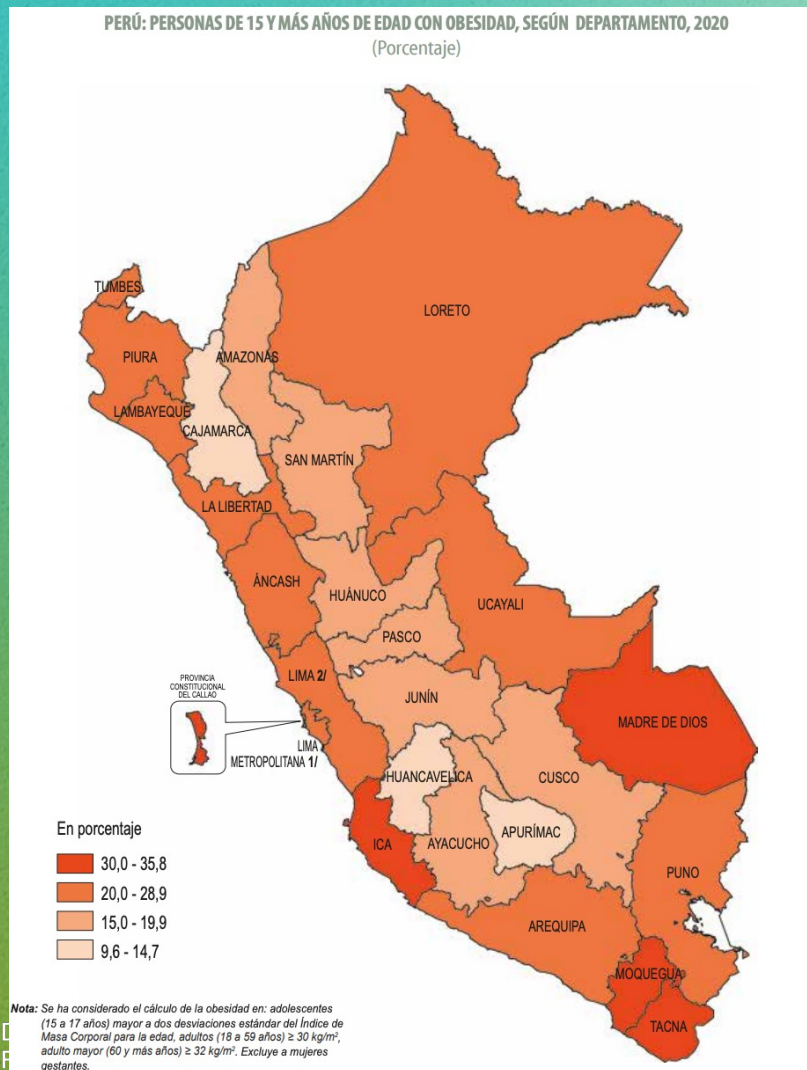 PERÚ: PERSONAS DE 15 Y MÁS AÑOS DE EDAD CON OBESIDAD, SEGÚN DEPARTAMENTO, 2020
(Porcentaje)
TUMBES
LORETO
PIURA
AMAZONAS
LAMBAYEQUE
CAJAMARCA
SAN MARTÍN
LA LIBERTAD
ÁNCASH
HUÁNUCO
UCAYALI
PASCO
LIMA 2/
PROVINCIA
CONSTITUCIONAL
DEL CALLAO
JUNÍN
MADRE DE DIOS
LIMA
METROPOLITANA 1/
HUANCAVELICA
CUSCO
ICA
AYACUCHO
APURÍMAC
PUNO
AREQUIPA
MOQUEGUA
TACNA
En porcentaje
30,0 - 35,8
20,0 - 28,9
15,0 - 19,9
9,6 - 14,7
Nota: Se ha considerado el cálculo de la obesidad en: adolescentes
(15 a 17 años) mayor a dos desviaciones estándar del Índice de
Masa Corporal para la edad, adultos (18 a 59 años) ≥ 30 kg/m²,
adulto mayor (60 y más años) ≥ 32 kg/m². Excluye a mujeres
gestantes.